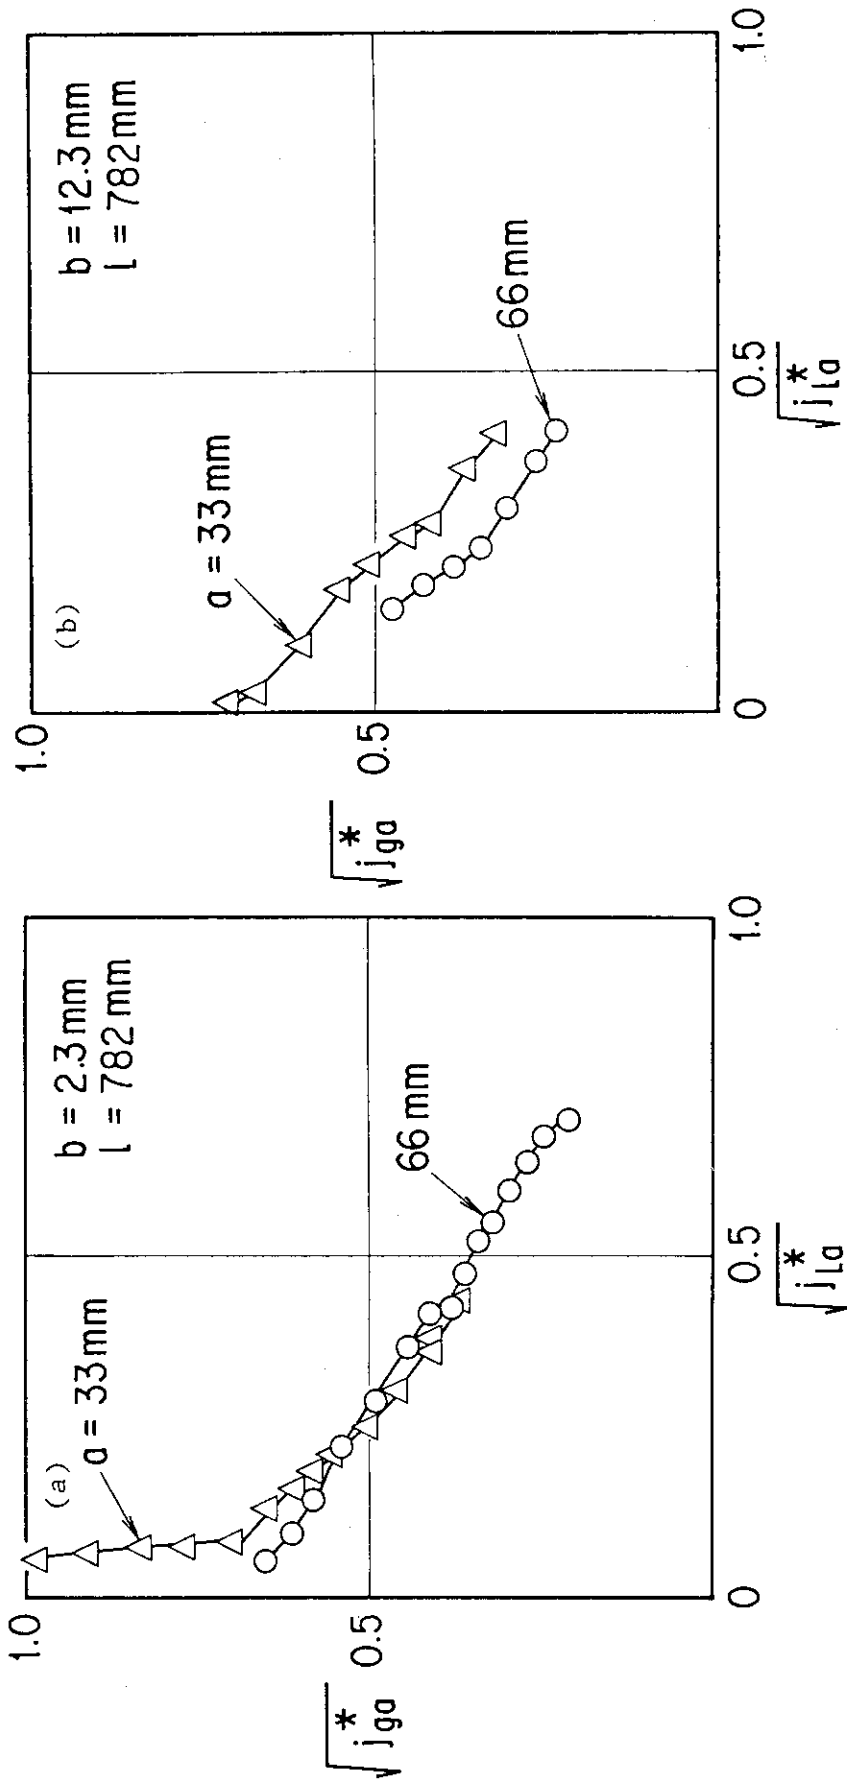 (a)
b = 2.3 mm
l = 782 mm
a = 33 mm
66 mm
1.0
0.5
0
0.5
1.0
√j*ga
√j*la
(b)
b = 12.3 mm
l = 782 mm
a = 33 mm
66 mm
1.0
0.5
0
0.5
1.0
√j*ga
√j*la